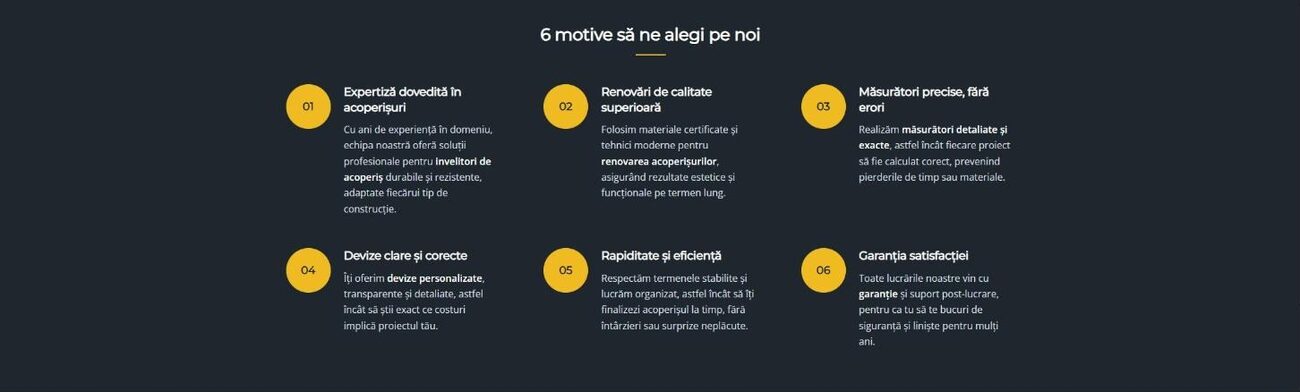 6 motive să ne alegi pe noi
01
Expertiză dovedită în
acoperișuri
Cu ani de experiență în domeniu,
echipa noastră oferă soluții
profesionale pentru invelitori de
acoperiș durabile și rezistente,
adaptate fiecărui tip de
construcție.
02
Renovări de calitate
superioară
Folosim materiale certificate și
tehnici moderne pentru
renovarea acoperișurilor,
asigurând rezultate estetice și
funcționale pe termen lung.
03
Măsurători precise, fără
erori
Realizăm măsurători detaliate și
exacte, astfel încât fiecare proiect
să fie calculat corect, prevenind
pierderile de timp sau materiale.
04
Devize clare și corecte
Îți oferim devize personalizate,
transparente și detaliate, astfel
încât să știi exact ce costuri
implică proiectul tău.
05
Rapiditate și eficiență
Respectăm termenele stabilite și
lucrăm organizat, astfel încât să îți
finalizezi acoperișul la timp, fără
întârzieri sau surprize neplăcute.
06
Garanția satisfacției
Toate lucrările noastre vin cu
garanție și suport post-lucrare,
pentru ca tu să te bucuri de
siguranță și liniște pentru mulți
ani.